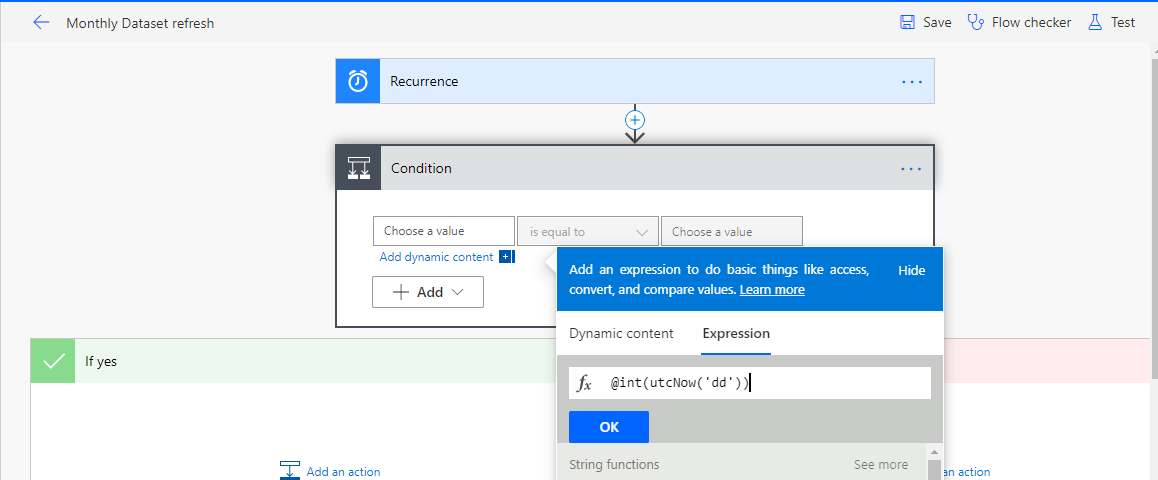 Monthly Dataset refresh
Save
Flow checker
Test
Recurrence
Condition
Choose a value
is equal to
Choose a value
Add dynamic content
Add
Add an expression to do basic things like access,
convert, and compare values. Learn more
Hide
Dynamic content
Expression
fx
@int(utcNow('dd'))
OK
String functions
See more
If yes
Add an action
an action